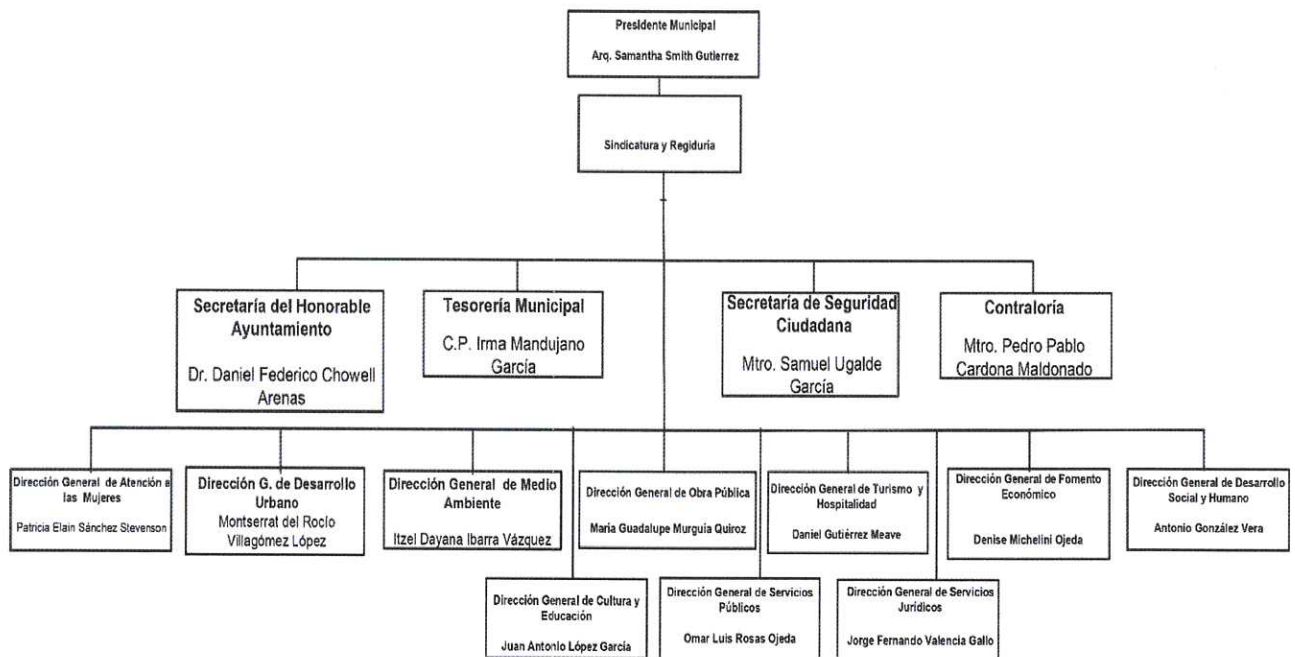 Presidente Municipal
Arq. Samantha Smith Gutierrez
Sindicatura y Regiduría
Secretaría del Honorable
Ayuntamiento
Dr. Daniel Federico Chowell
Arenas
Tesorería Municipal
C.P. Irma Mandujano
García
Secretaría de Seguridad
Ciudadana
Mtro. Samuel Ugalde
García
Contraloría
Mtro. Pedro Pablo
Cardona Maldonado
Dirección General de Atención a
las Mujeres
Patricia Elain Sánchez Stevenson
Dirección G. de Desarrollo
Urbano
Montserrat del Rocío
Villagómez López
Dirección General de Medio
Ambiente
Itzel Dayana Ibarra Vázquez
Dirección General de Obra Pública
Maria Guadalupe Murguía Quiroz
Dirección General de Turismo y
Hospitalidad
Daniel Gutiérrez Meave
Dirección General de Fomento
Económico
Denise Michelini Ojeda
Dirección General de Desarrollo
Social y Humano
Antonio González Vera
Dirección General de Cultura y
Educación
Juan Antonio López García
Dirección General de Servicios
Públicos
Omar Luis Rosas Ojeda
Dirección General de Servicios
Jurídicos
Jorge Fernando Valencia Gallo